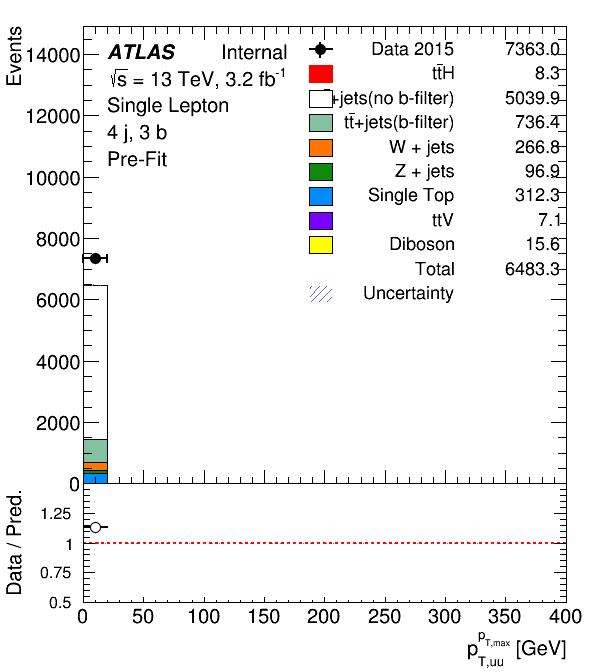 Events
14000
12000
10000
8000
6000
4000
2000
0
ATLAS Internal
√s = 13 TeV, 3.2 fb⁻¹
Single Lepton
4 j, 3 b
Pre-Fit
Data 2015 7363.0
tt̄H 8.3
+jets(no b-filter) 5039.9
tt̄+jets(b-filter) 736.4
W + jets 266.8
Z + jets 96.9
Single Top 312.3
ttV 7.1
Diboson 15.6
Total 6483.3
Uncertainty
Data / Pred.
1.25
1
0.75
0.5
0 50 100 150 200 250 300 350 400
p_{T,uu}^{p_{T,max}} [GeV]